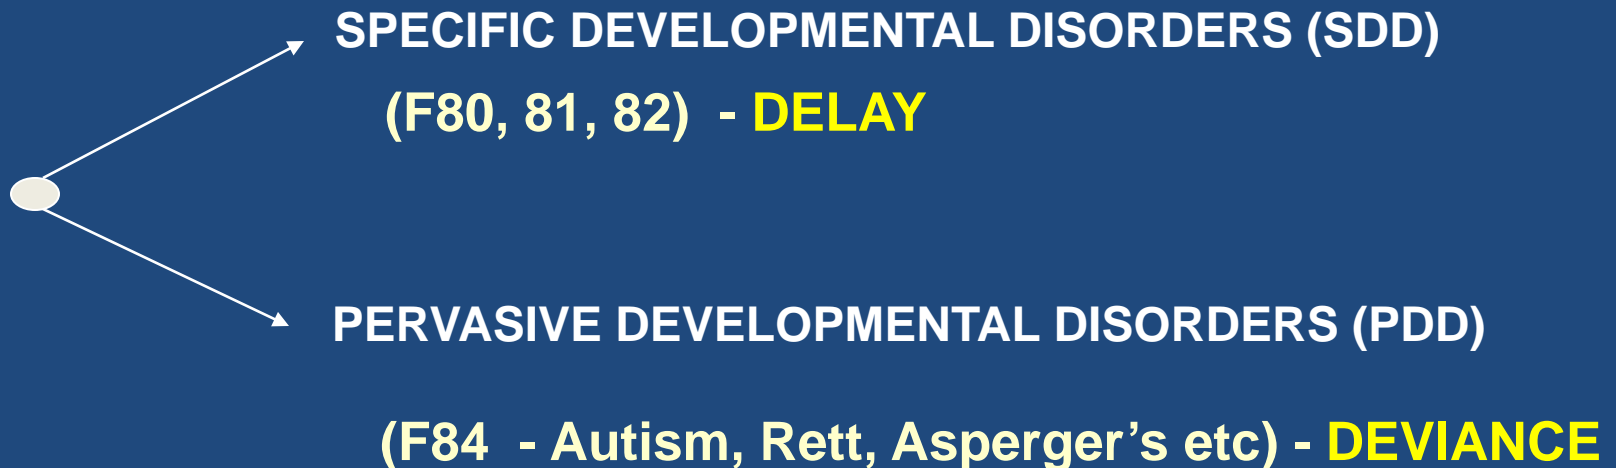 SPECIFIC DEVELOPMENTAL DISORDERS (SDD)
(F80, 81, 82) - DELAY
PERVASIVE DEVELOPMENTAL DISORDERS (PDD)
(F84 - Autism, Rett, Asperger’s etc) - DEVIANCE